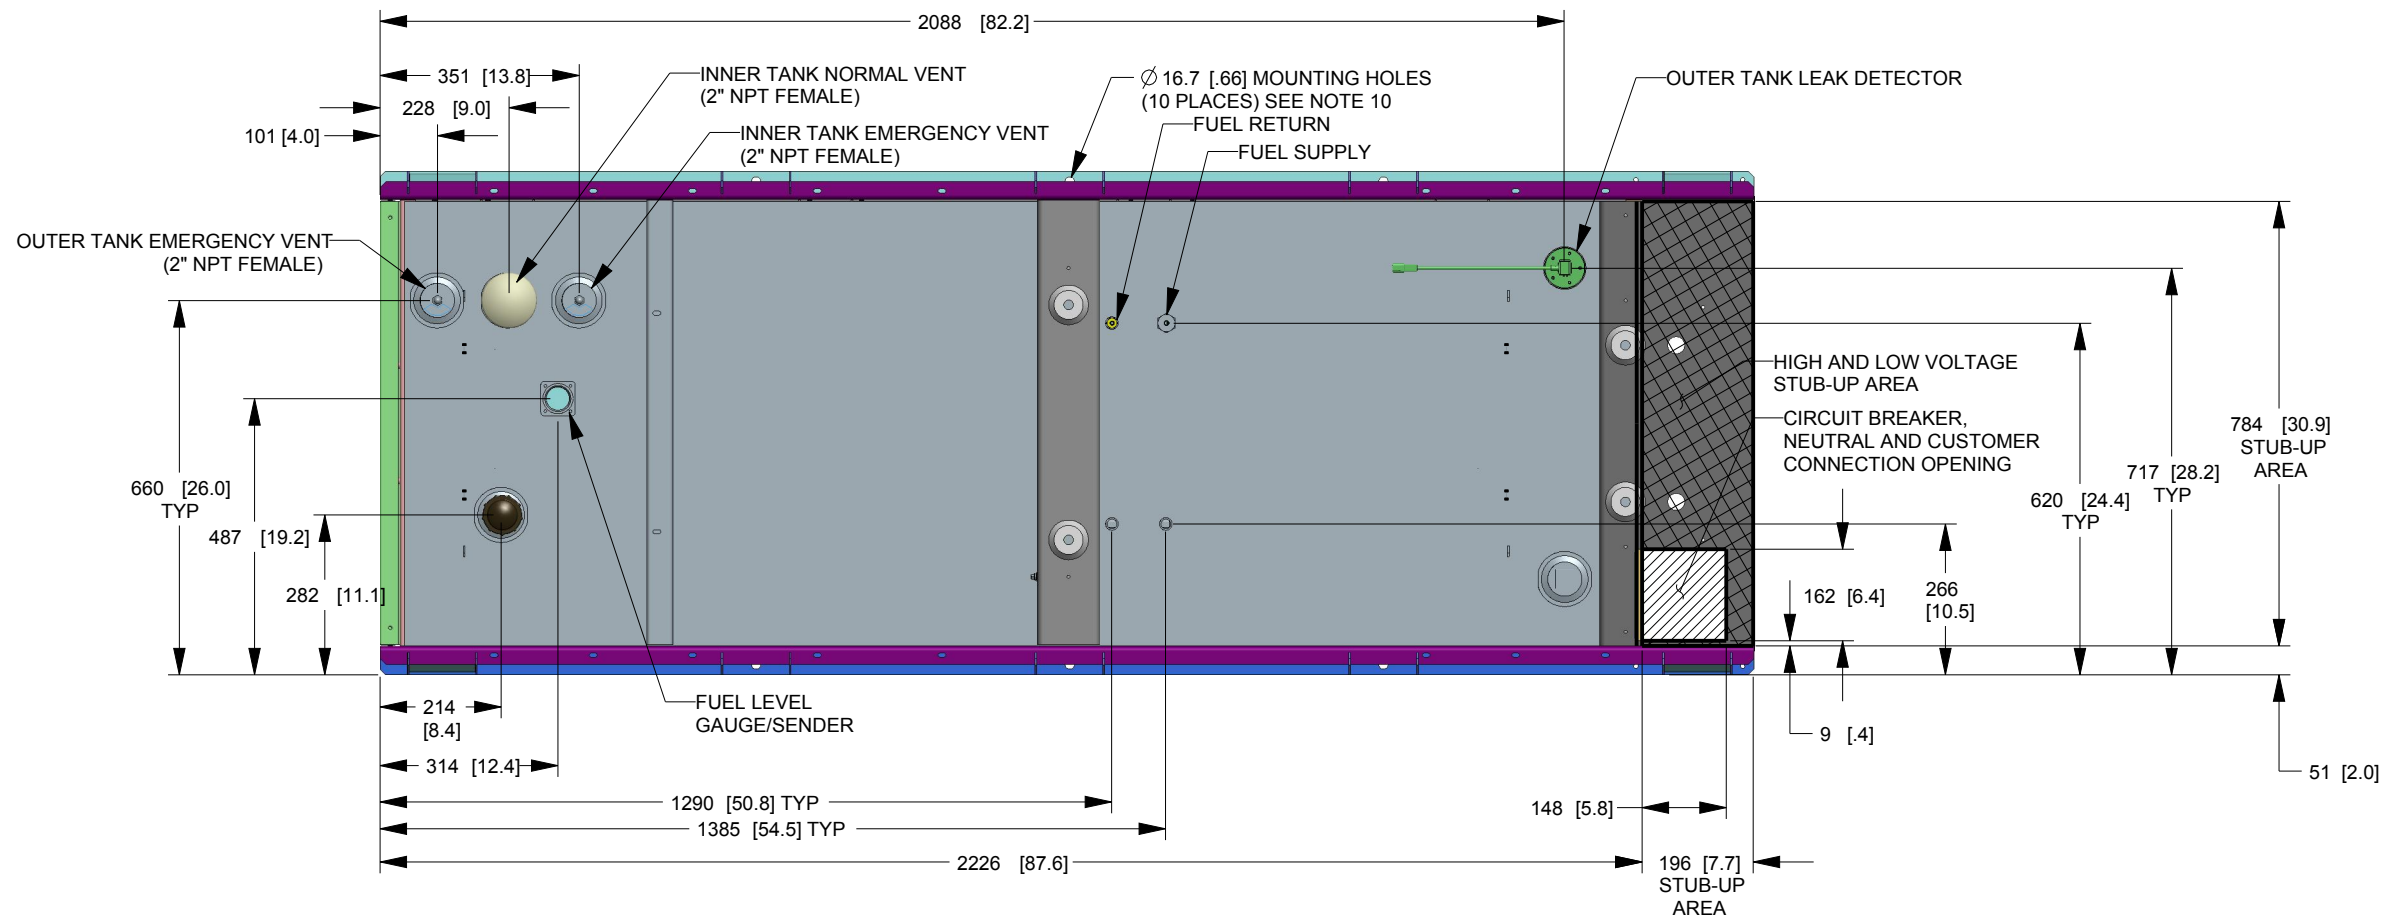 2088 [82.2]
351 [13.8]
228 [9.0]
101 [4.0]
INNER TANK NORMAL VENT
(2" NPT FEMALE)
INNER TANK EMERGENCY VENT
(2" NPT FEMALE)
Ø 16.7 [.66] MOUNTING HOLES
(10 PLACES) SEE NOTE 10
FUEL RETURN
FUEL SUPPLY
OUTER TANK LEAK DETECTOR
OUTER TANK EMERGENCY VENT
(2" NPT FEMALE)
HIGH AND LOW VOLTAGE
STUB-UP AREA
CIRCUIT BREAKER,
NEUTRAL AND CUSTOMER
CONNECTION OPENING
784 [30.9]
STUB-UP
AREA
717 [28.2]
TYP
620 [24.4]
TYP
660 [26.0]
TYP
487 [19.2]
282 [11.1]
162 [6.4]
266
[10.5]
214
[8.4]
FUEL LEVEL
GAUGE/SENDER
9 [.4]
51 [2.0]
314 [12.4]
1290 [50.8] TYP
148 [5.8]
1385 [54.5] TYP
2226 [87.6]
196 [7.7]
STUB-UP
AREA